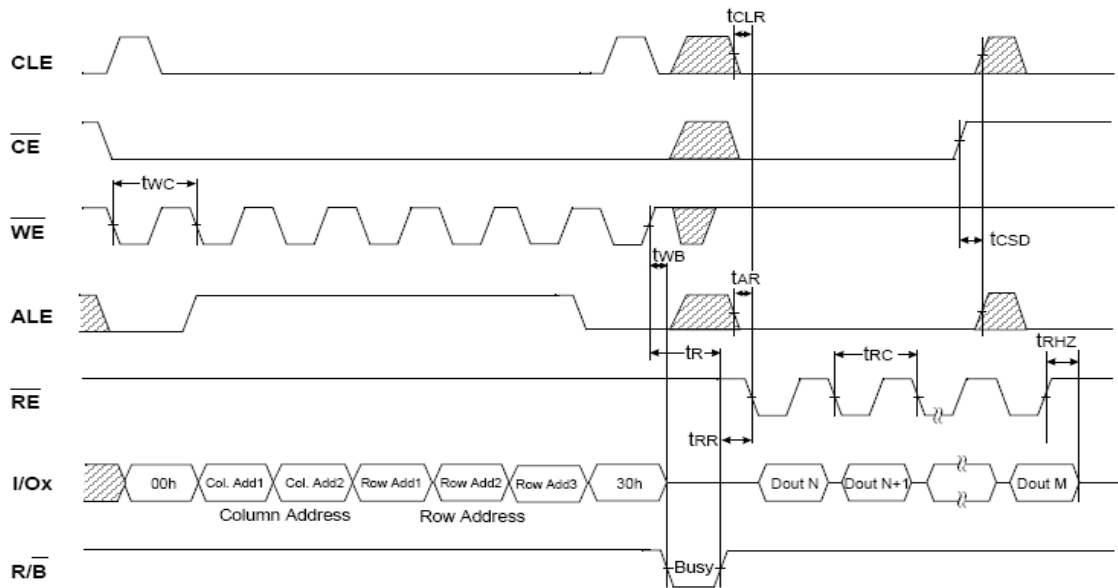 tCLR
CLE
CE
tWC
WE
tWB
tCSD
tAR
ALE
tR
tRC
tRHZ
RE
tRR
I/Ox
00h
Col. Add1
Col. Add2
Row Add1
Row Add2
Row Add3
30h
Dout N
Dout N+1
Dout M
Column Address
Row Address
R/B
Busy